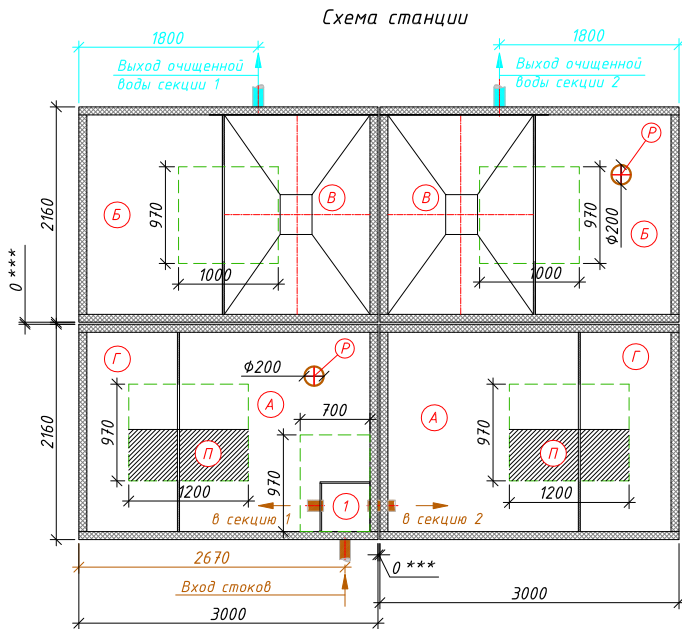 Схема станции
1800
1800
Выход очищенной
воды секции 1
Выход очищенной
воды секции 2
Р
Б
970
В
В
970
Ф200
Б
2160
1000
1000
0 ***
Г
Р
Г
Ф200
А
700
А
2160
970
П
970
970
П
1200
1
1200
в секцию 1
в секцию 2
2670
0 ***
Вход стоков
3000
3000